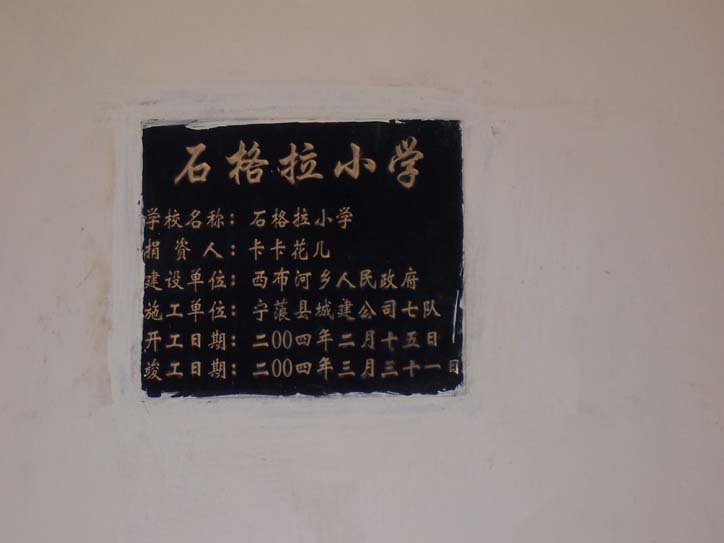 石格拉小学
学校名称：石格拉小学
捐资人：卡卡花儿
建设单位：西布河乡人民政府
施工单位：宁蒗县城建公司七队
开工日期：二00四年二月十五日
竣工日期：二00四年三月三十一日